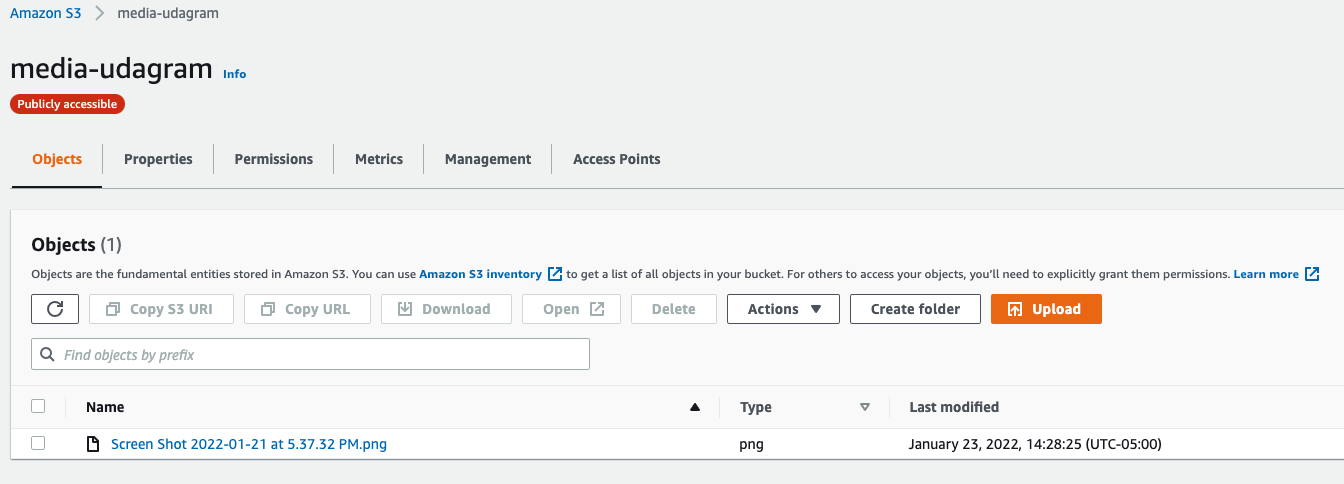 Amazon S3 > media-udagram
media-udagram Info
Publicly accessible
Objects Properties Permissions Metrics Management Access Points
Objects (1)
Objects are the fundamental entities stored in Amazon S3. You can use Amazon S3 inventory to get a list of all objects in your bucket. For others to access your objects, you'll need to explicitly grant them permissions. Learn more
Copy S3 URI Copy URL Download Open Delete Actions Create folder Upload
Find objects by prefix
Name Type Last modified
Screen Shot 2022-01-21 at 5.37.32 PM.png png January 23, 2022, 14:28:25 (UTC-05:00)